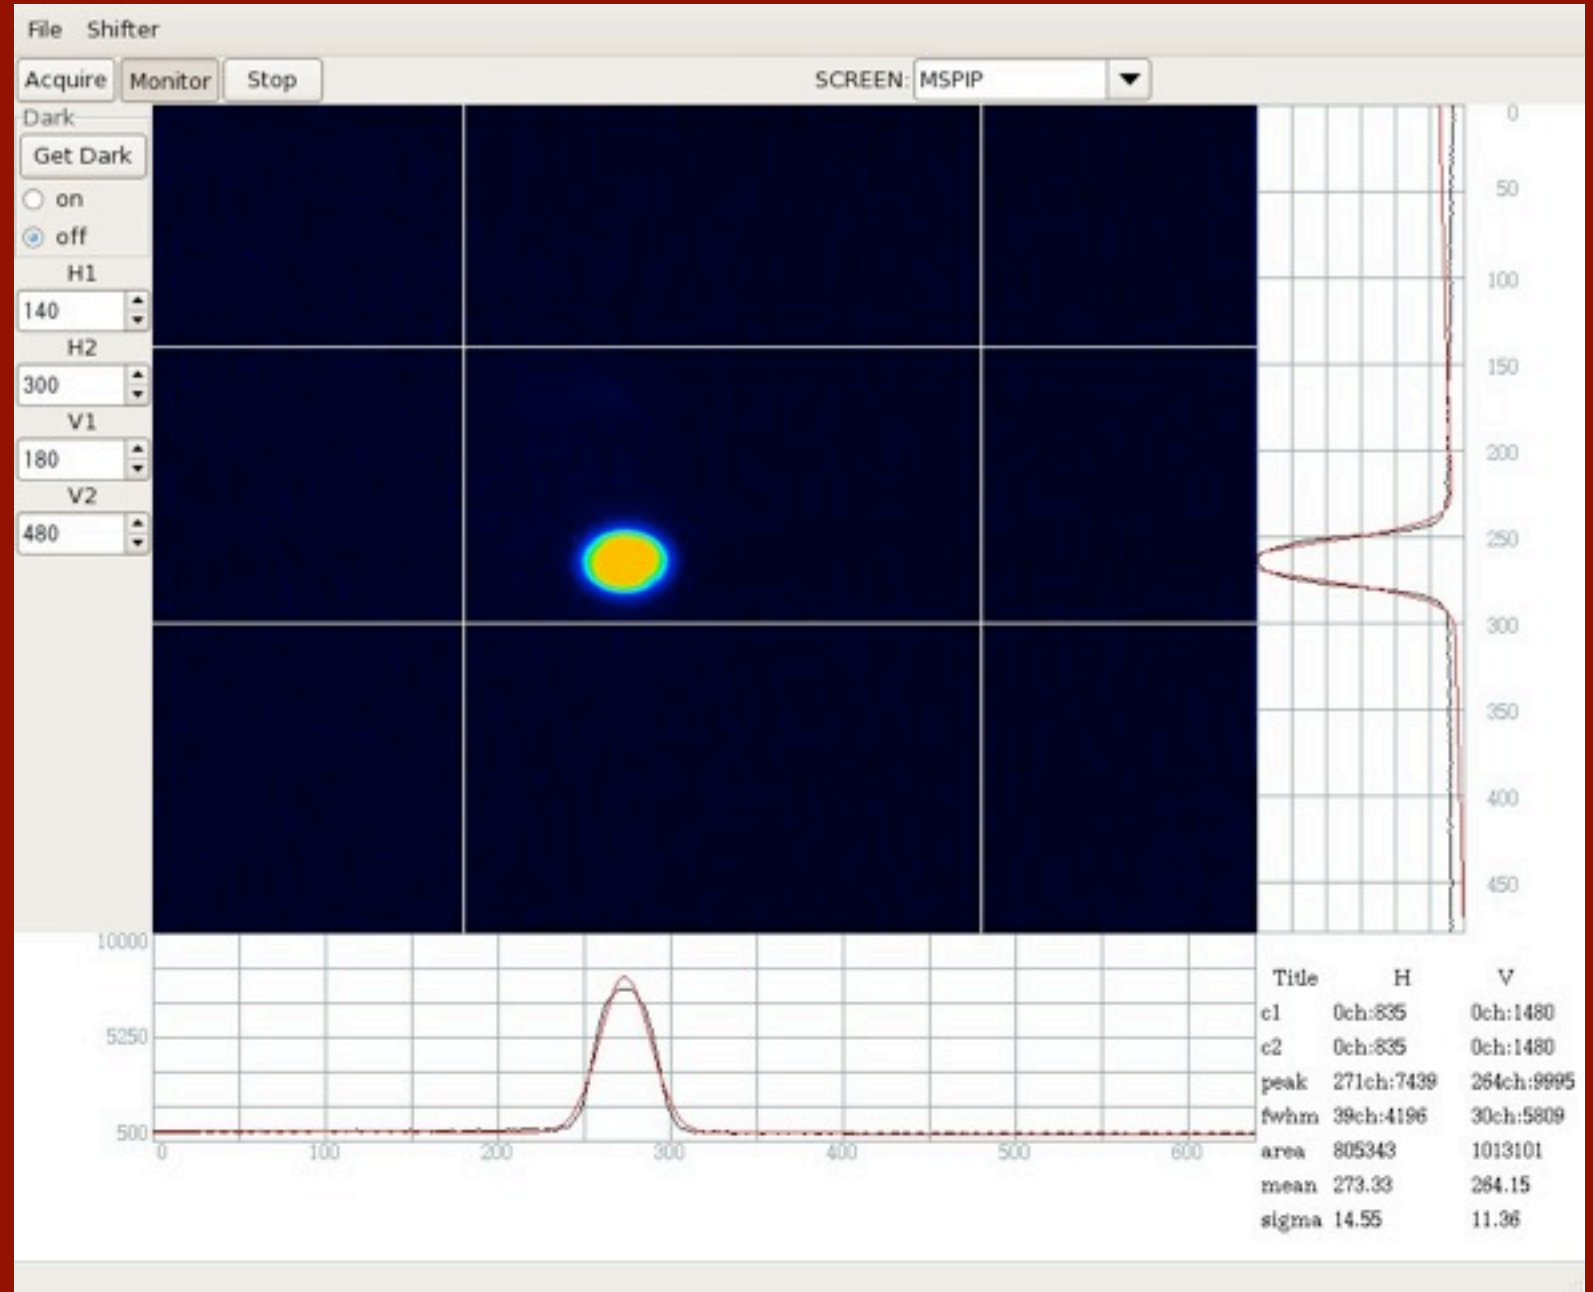 File Shifter
Acquire Monitor Stop SCREEN: MSPIP
Dark
Get Dark
on
off
H1
140
H2
300
V1
180
V2
480
0
50
100
150
200
250
300
350
400
450
10000
5250
500
0 100 200 300 400 500 600
Title H V
c1 0ch:835 0ch:1480
c2 0ch:835 0ch:1480
peak 271ch:7439 264ch:9995
fwhm 39ch:4196 30ch:5809
area 805343 1013101
mean 273.33 264.15
sigma 14.55 11.36